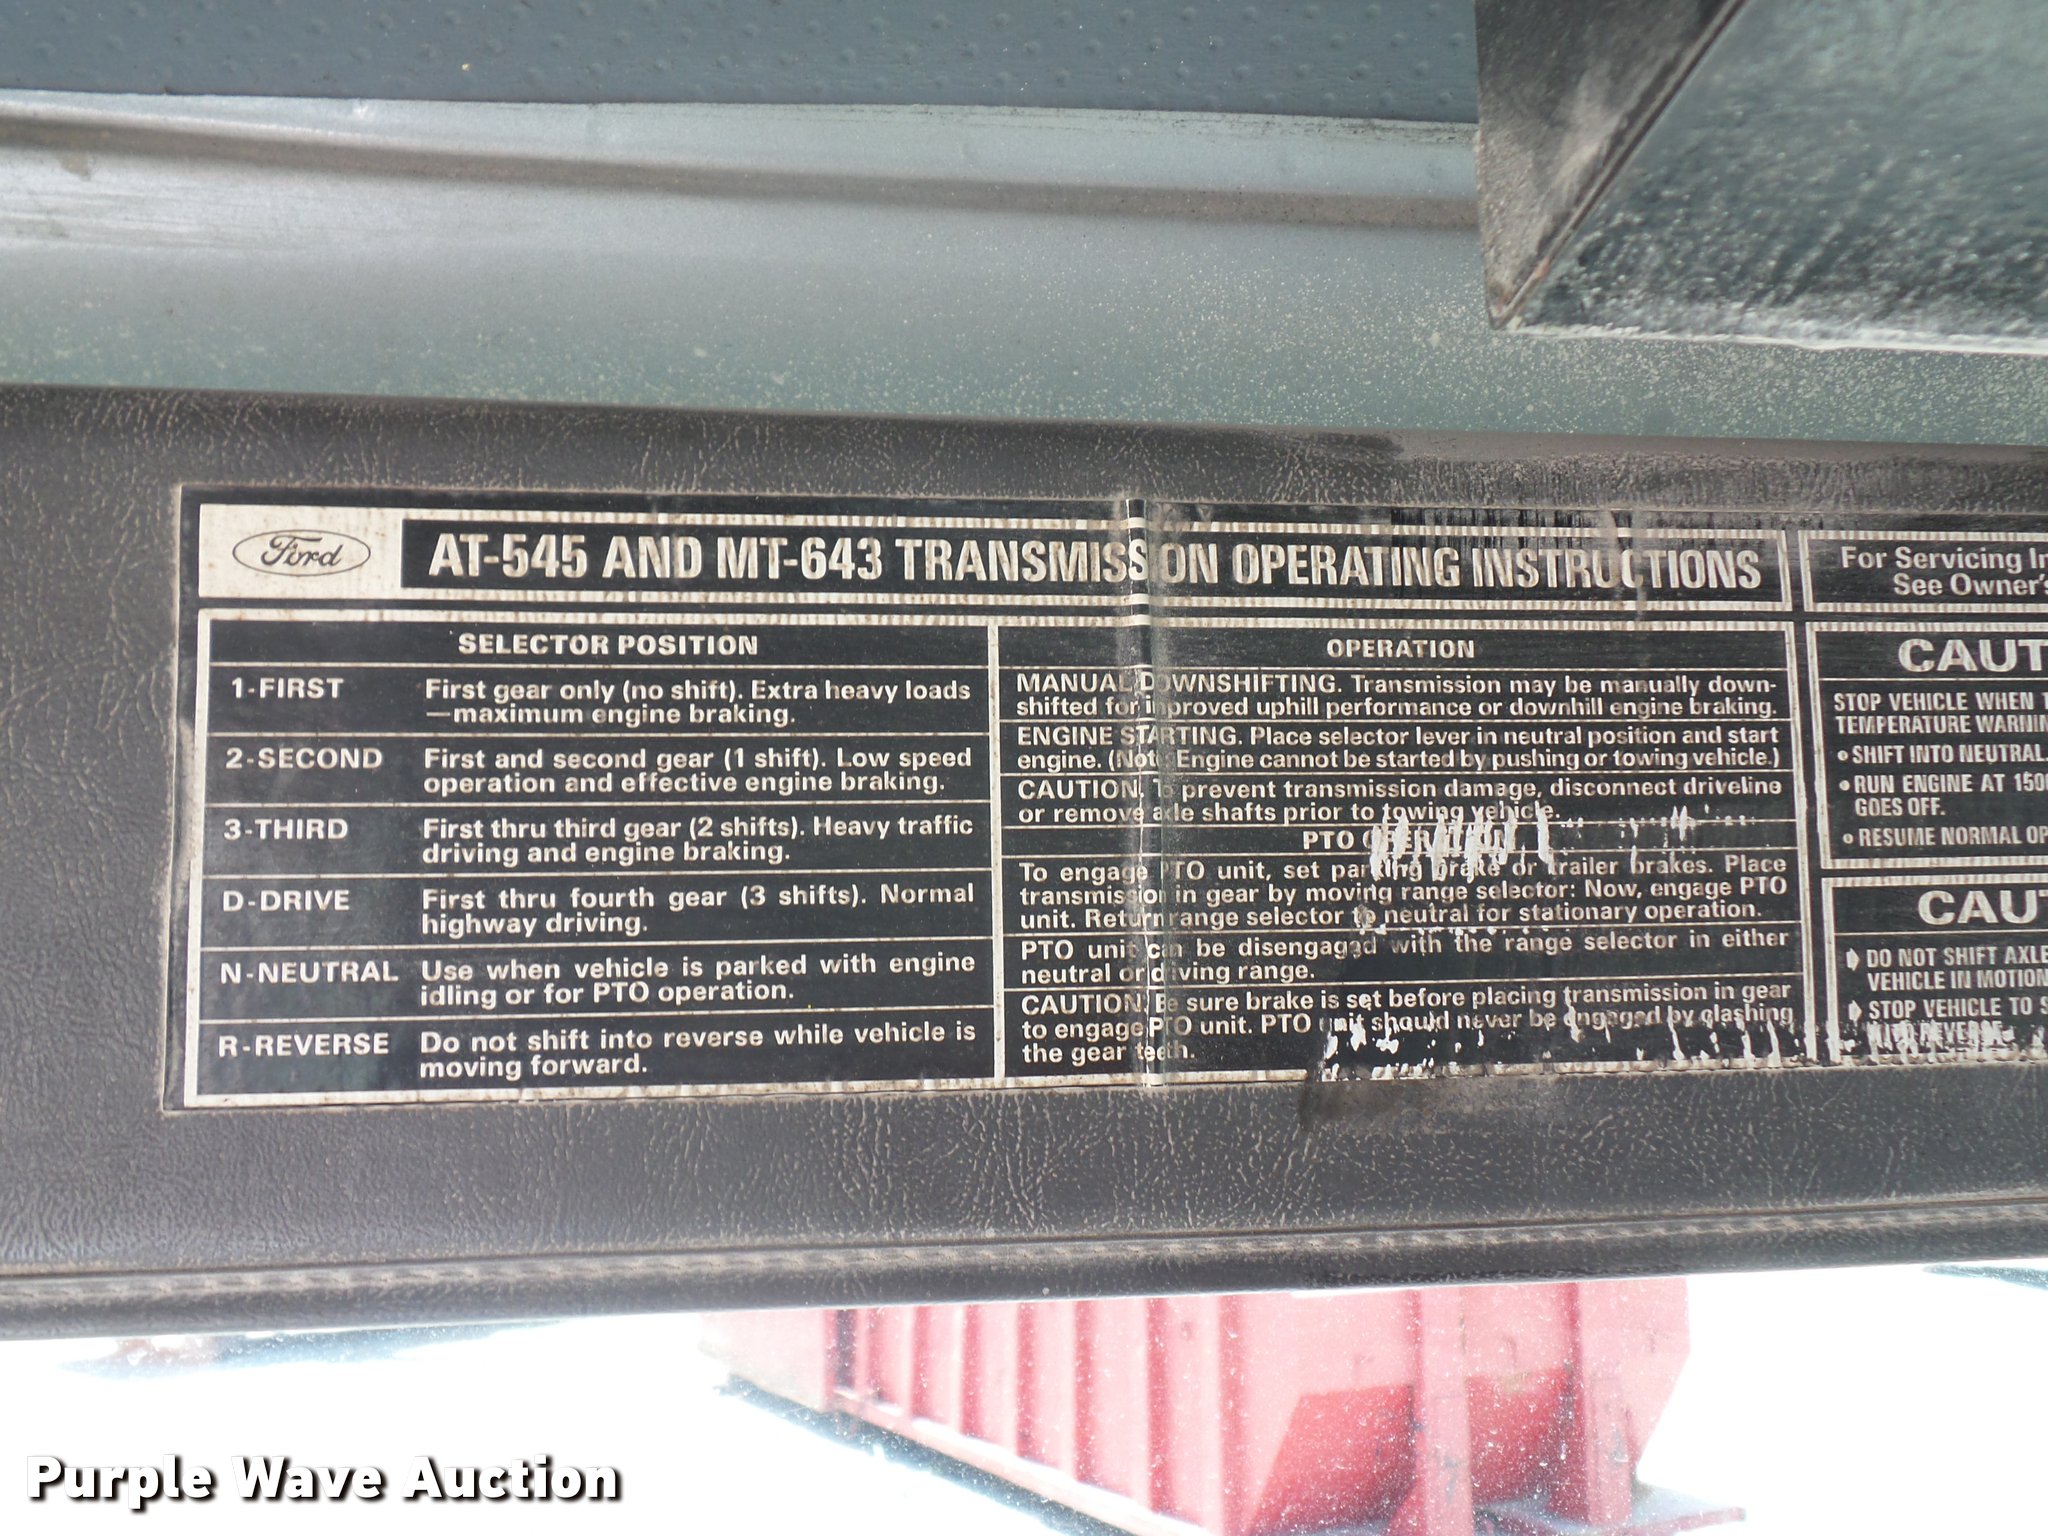 Ford
AT-545 AND MT-643 TRANSMISSION OPERATING INSTRUCTIONS
SELECTOR POSITION
1-FIRST First gear only (no shift). Extra heavy loads
—maximum engine braking.
2-SECOND First and second gear (1 shift). Low speed
operation and effective engine braking.
3-THIRD First thru third gear (2 shifts). Heavy traffic
driving and engine braking.
D-DRIVE First thru fourth gear (3 shifts). Normal
highway driving.
N-NEUTRAL Use when vehicle is parked with engine
idling or for PTO operation.
R-REVERSE Do not shift into reverse while vehicle is
moving forward.
OPERATION
MANUAL DOWNSHIFTING. Transmission may be manually down-
shifted for improved uphill performance or downhill engine braking.
ENGINE STARTING. Place selector lever in neutral position and start
engine. (Note: Engine cannot be started by pushing or towing vehicle.)
CAUTION. To prevent transmission damage, disconnect driveline
or remove axle shafts prior to towing vehicle.
PTO OPERATION
To engage PTO unit, set parking brake or trailer brakes. Place
transmission in gear by moving range selector: Now, engage PTO
unit. Return range selector to neutral for stationary operation.
PTO unit can be disengaged with the range selector in either
neutral or driving range.
CAUTION. Be sure brake is set before placing transmission in gear
to engage PTO unit. PTO unit should never be engaged by clashing
the gear teeth.
For Servicing In
See Owner's
CAUT
STOP VEHICLE WHEN T
TEMPERATURE WARNIN
• SHIFT INTO NEUTRAL.
• RUN ENGINE AT 150
GOES OFF.
• RESUME NORMAL OP
CAUT
DO NOT SHIFT AXLE
VEHICLE IN MOTION
STOP VEHICLE TO S
INTO REVERSE.
Purple Wave Auction